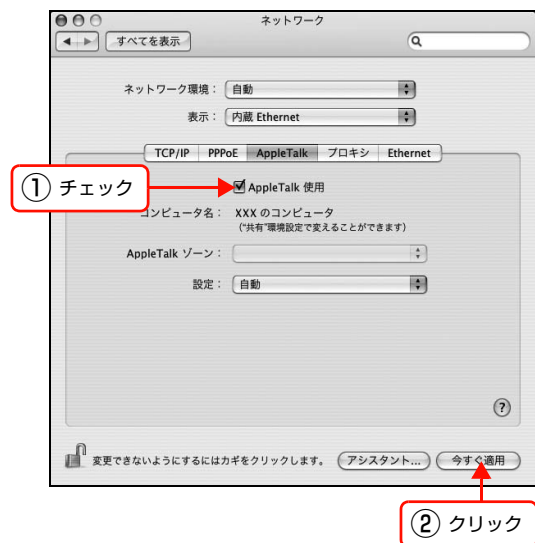 ネットワーク
すべてを表示
ネットワーク環境： 自動
表示： 内蔵 Ethernet
TCP/IP PPPoE AppleTalk プロキシ Ethernet
① チェック
AppleTalk 使用
コンピュータ名： XXX のコンピュータ
("共有"環境設定で変えることができます)
AppleTalk ゾーン：
設定： 自動
?
変更できないようにするにはカギをクリックします。 アシスタント... 今すぐ適用
② クリック